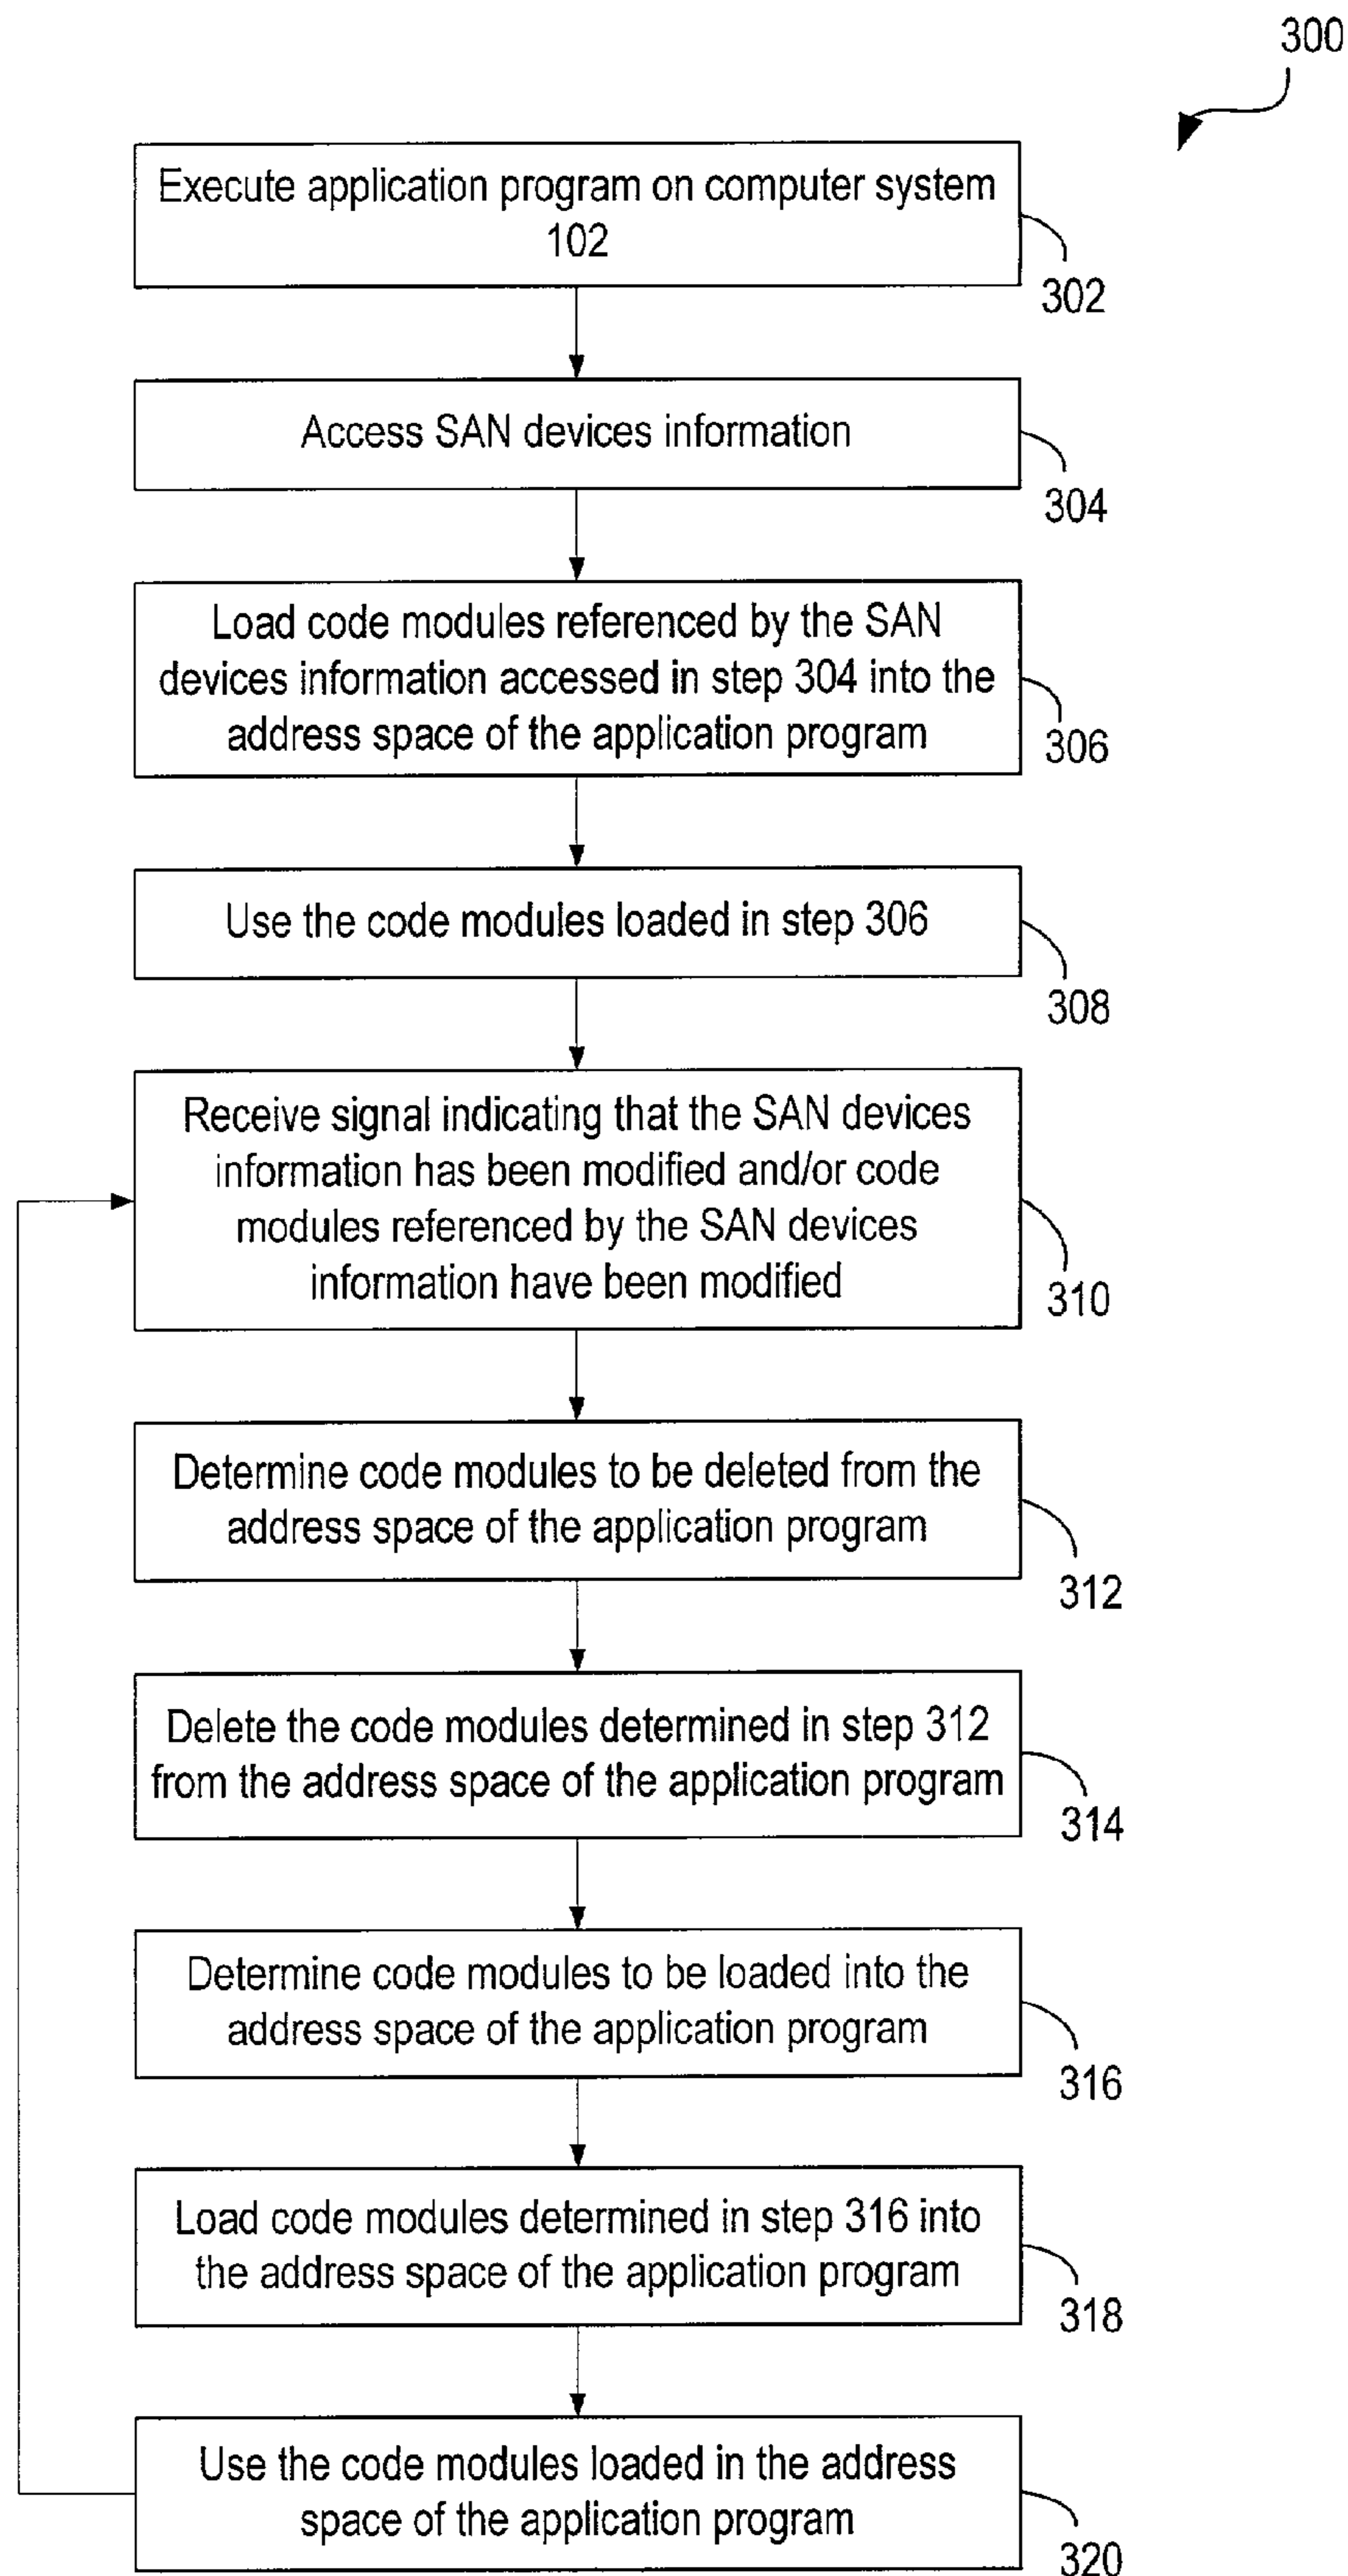 300
Execute application program on computer system
102
302
Access SAN devices information
304
Load code modules referenced by the SAN
devices information accessed in step 304 into the
address space of the application program
306
Use the code modules loaded in step 306
308
Receive signal indicating that the SAN devices
information has been modified and/or code
modules referenced by the SAN devices
information have been modified
310
Determine code modules to be deleted from the
address space of the application program
312
Delete the code modules determined in step 312
from the address space of the application program
314
Determine code modules to be loaded into the
address space of the application program
316
Load code modules determined in step 316 into
the address space of the application program
318
Use the code modules loaded in the address
space of the application program
320